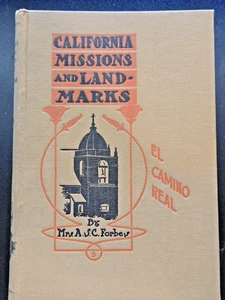 CALIFORNIA
MISSIONS
AND LAND-
MARKS
EL
CAMINO
REAL
By
Mrs A.S.C. Forbes